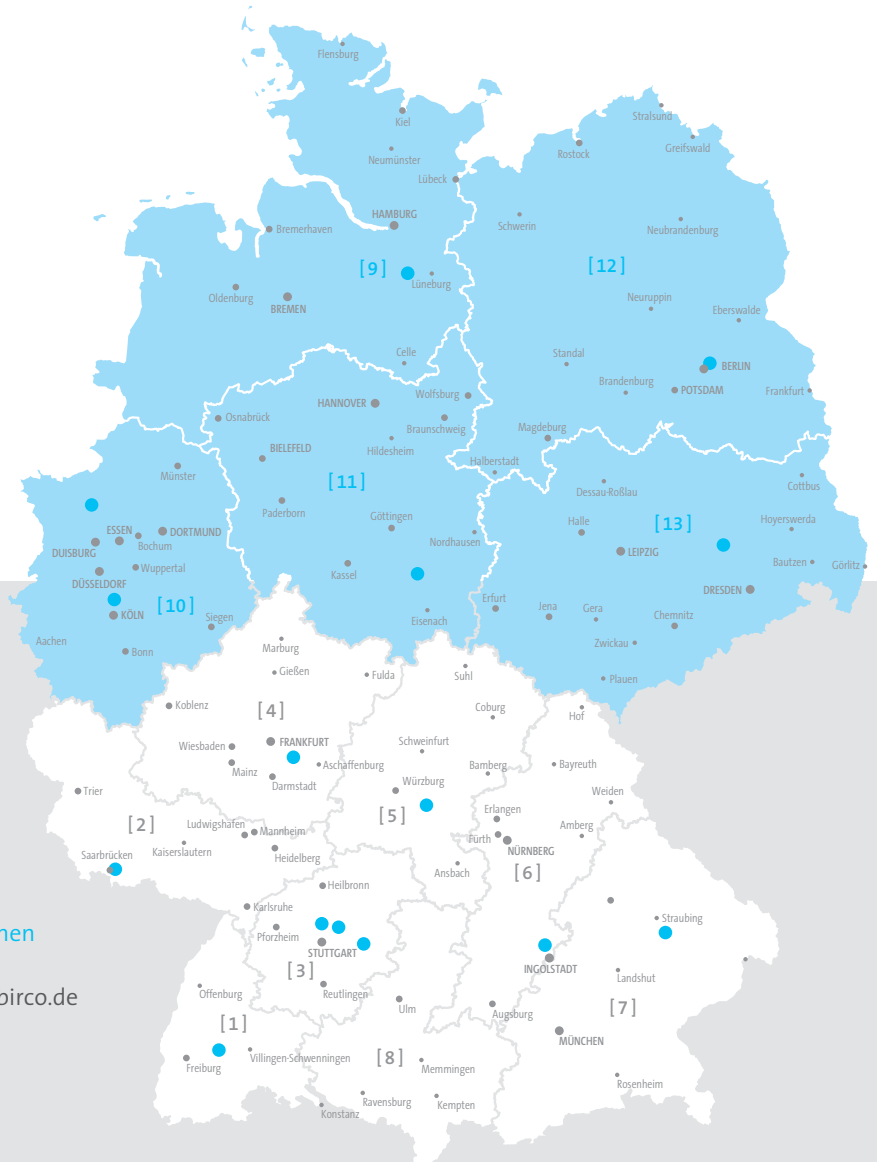 Flensburg
Kiel
Stralsund
Greifswald
Rostock
Neumünster
Lübeck
HAMBURG
Schwerin
Neubrandenburg
Bremerhaven
[9]
[12]
Lüneburg
Oldenburg
BREMEN
Neuruppin
Eberswalde
Celle
Standal
BERLIN
Brandenburg
POTSDAM
Frankfurt
Wolfsburg
HANNOVER
Osnabrück
Braunschweig
Magdeburg
BIELEFELD
Hildesheim
Halberstadt
Münster
[11]
Dessau-Roßlau
Cottbus
Paderborn
Göttingen
Halle
[13]
Hoyerswerda
ESSEN
DORTMUND
Bochum
DUISBURG
Nordhausen
LEIPZIG
Wuppertal
Kassel
Bautzen
Görlitz
DÜSSELDORF
DRESDEN
[10]
KÖLN
Siegen
Eisenach
Erfurt
Jena
Gera
Chemnitz
Aachen
Bonn
Marburg
Zwickau
Gießen
Fulda
Suhl
Plauen
Koblenz
[4]
Coburg
Hof
Wiesbaden
FRANKFURT
Schweinfurt
Mainz
Aschaffenburg
Bamberg
Bayreuth
Trier
Darmstadt
Würzburg
Weiden
[2]
Ludwigshafen
Mannheim
[5]
Erlangen
Amberg
Fürth
Saarbrücken
Kaiserslautern
Heidelberg
NÜRNBERG
Ansbach
[6]
Heilbronn
Karlsruhe
Straubing
nen
Pforzheim
STUTTGART
INGOLSTADT
[3]
Landshut
pirco.de
Offenburg
Reutlingen
Ulm
Augsburg
[7]
[1]
MÜNCHEN
Villingen-Schwenningen
[8]
Freiburg
Memmingen
Rosenheim
Ravensburg
Kempten
Konstanz